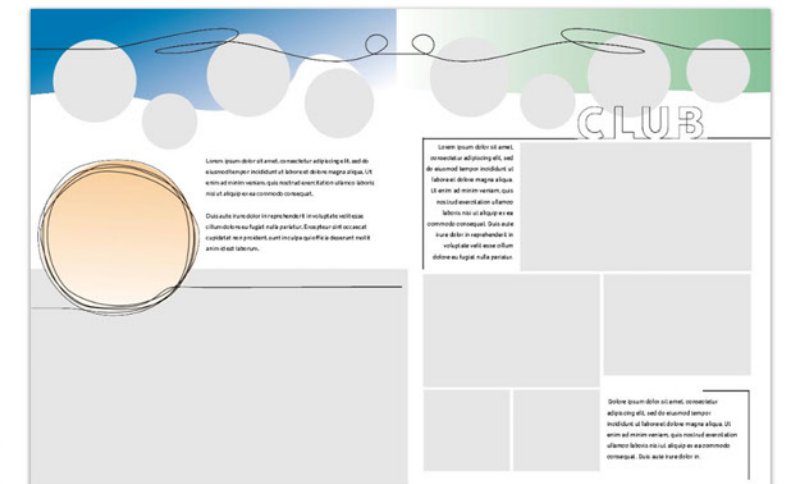 CLUB
Lorem ipsum dolor sit amet, consectetur adipiscing elit, sed do
eiusmod tempor incididunt ut labore et dolore magna aliqua. Ut
enim ad minim veniam, quis nostrud exercitation ullamco laboris
nisi ut aliquip ex ea commodo consequat.
Duis aute irure dolor in reprehenderit in voluptate velit esse
cillum dolore eu fugiat nulla pariatur. Excepteur sint occaecat
cupidatat non proident, sunt in culpa qui officia deserunt mollit
anim id est laborum.
Lorem ipsum dolor sit amet,
consectetur adipiscing elit, sed
do eiusmod tempor incididunt ut
labore et dolore magna aliqua.
Ut enim ad minim veniam, quis
nostrud exercitation ullamco
laboris nisi ut aliquip ex ea
commodo consequat. Duis aute
irure dolor in reprehenderit in
voluptate velit esse cillum
dolore eu fugiat nulla pariatur.
Dolore ipsum dolor sit amet, consectetur
adipiscing elit, sed do eiusmod tempor
incididunt ut labore et dolore magna aliqua. Ut
enim ad minim veniam, quis nostrud exercitation
ullamco laboris nisi ut aliquip ex ea commodo
consequat. Duis aute irure dolor in.